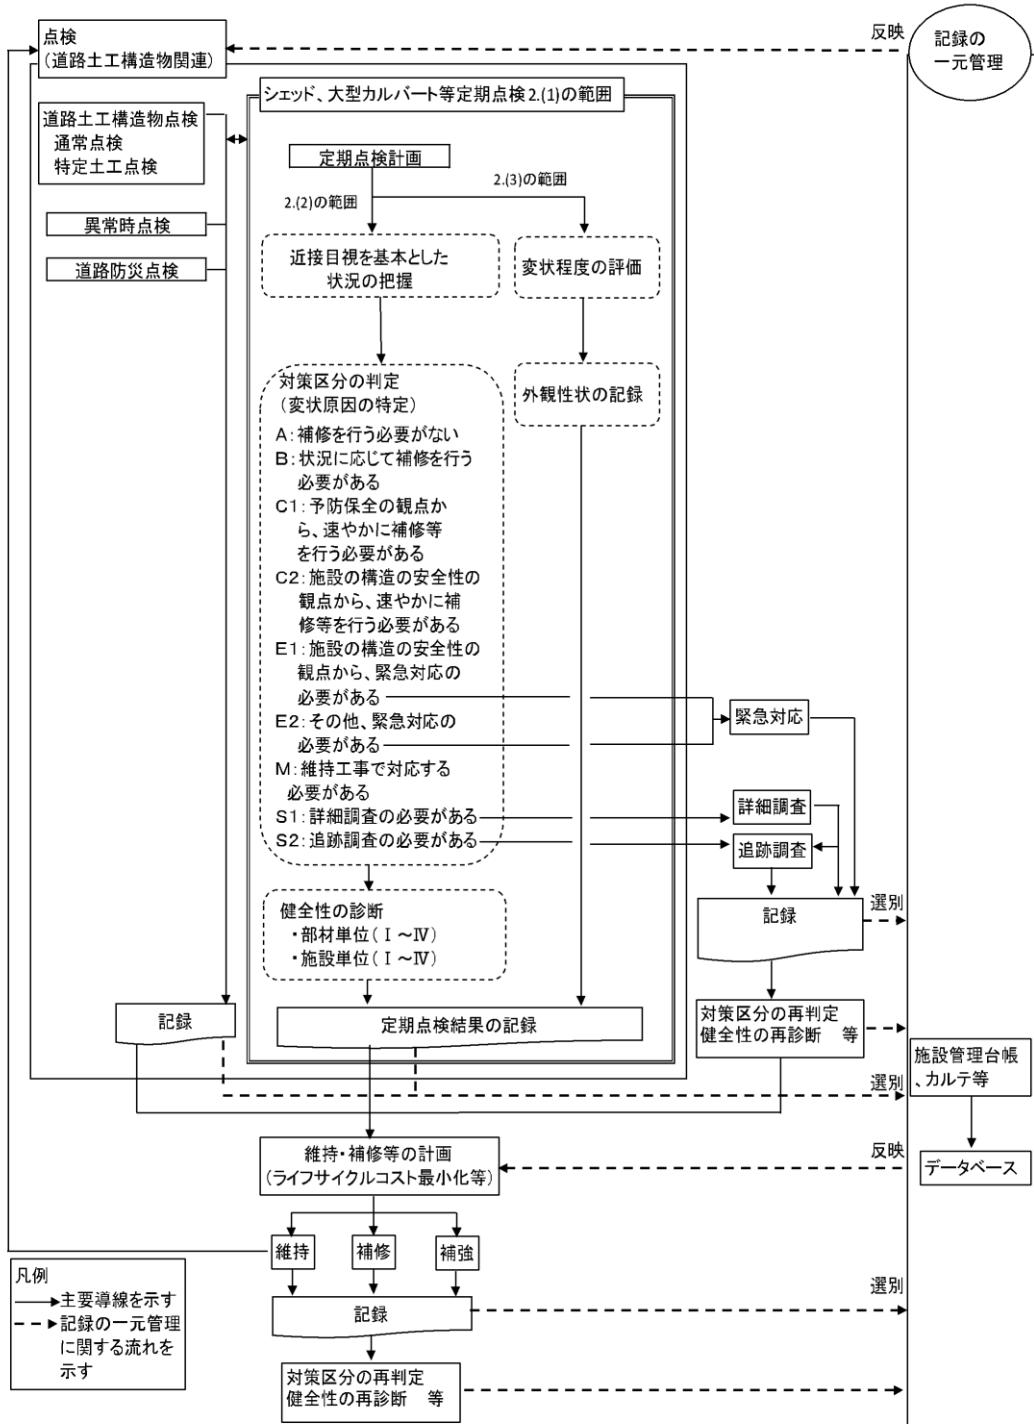 点検
(道路土工構造物関連)
反映
記録の
一元管理
シェッド、大型カルバート等定期点検2.(1)の範囲
道路土工構造物点検
通常点検
特定土工点検
異常時点検
道路防災点検
定期点検計画
2.(2)の範囲
2.(3)の範囲
近接目視を基本とした
状況の把握
変状程度の評価
外観性状の記録
対策区分の判定
(変状原因の特定)
A:補修を行う必要がない
B:状況に応じて補修を行う
必要がある
C1:予防保全の観点か
ら、速やかに補修等
を行う必要がある
C2:施設の構造の安全性の
観点から、速やかに補
修等を行う必要がある
E1:施設の構造の安全性の
観点から、緊急対応の
必要がある
E2:その他、緊急対応の
必要がある
M:維持工事で対応する
必要がある
S1:詳細調査の必要がある
S2:追跡調査の必要がある
緊急対応
詳細調査
追跡調査
記録
選別
対策区分の再判定
健全性の再診断 等
健全性の診断
・部材単位(Ⅰ~Ⅳ)
・施設単位(Ⅰ~Ⅳ)
記録
定期点検結果の記録
選別
施設管理台帳
、カルテ等
データベース
維持・補修等の計画
(ライフサイクルコスト最小化等)
反映
維持
補修
補強
記録
選別
対策区分の再判定
健全性の再診断 等
凡例
主要導線を示す
記録の一元管理
に関する流れを
示す